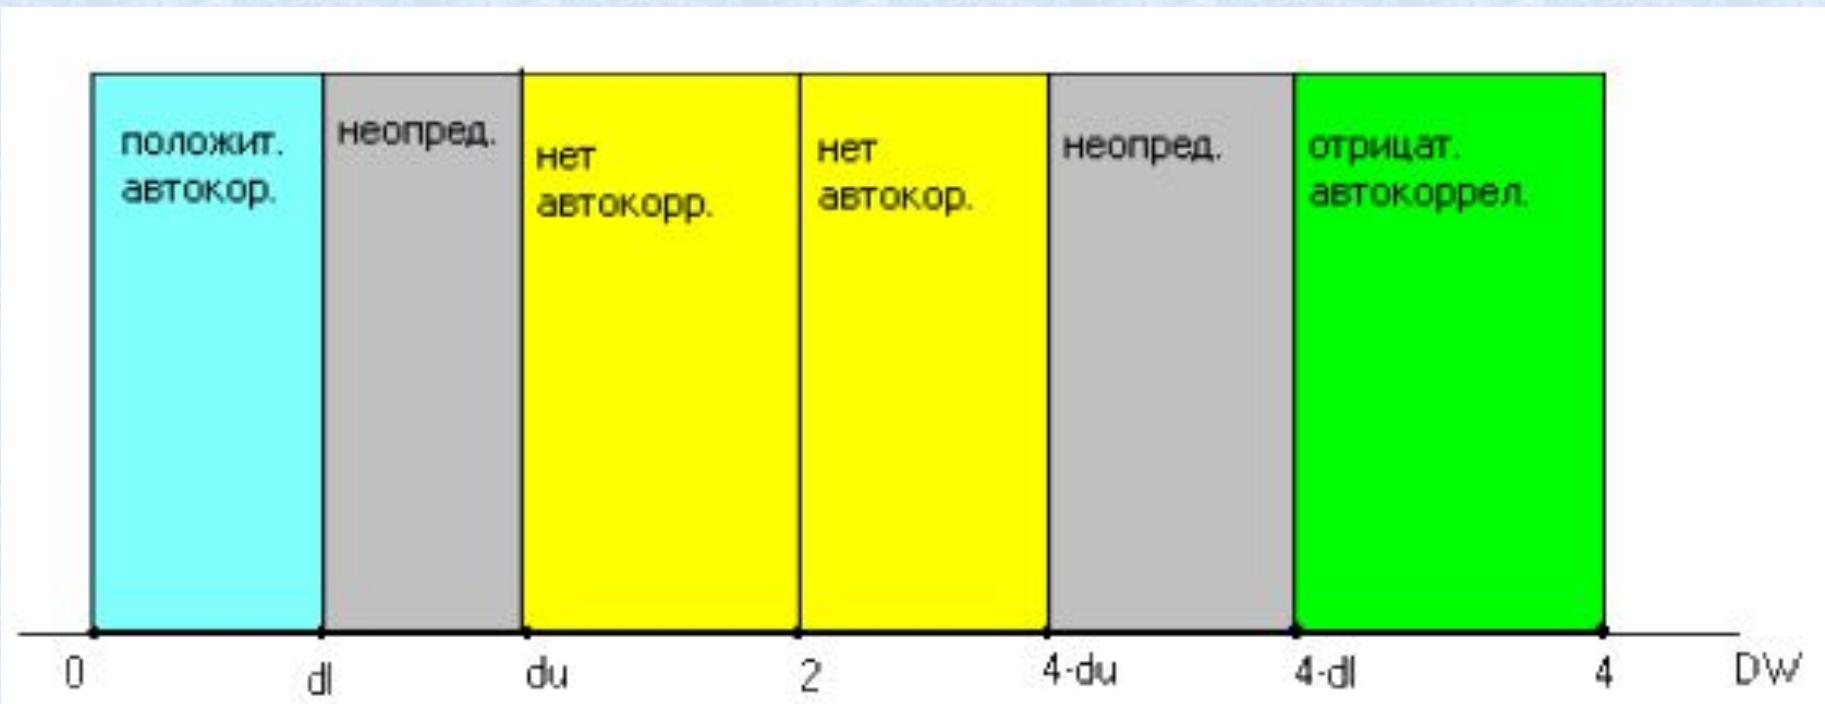 положит.
автокор.
неопред.
нет
автокорр.
нет
автокор.
неопред.
отрицат.
автокоррел.
0
dl
du
2
4-du
4-dl
4
DW